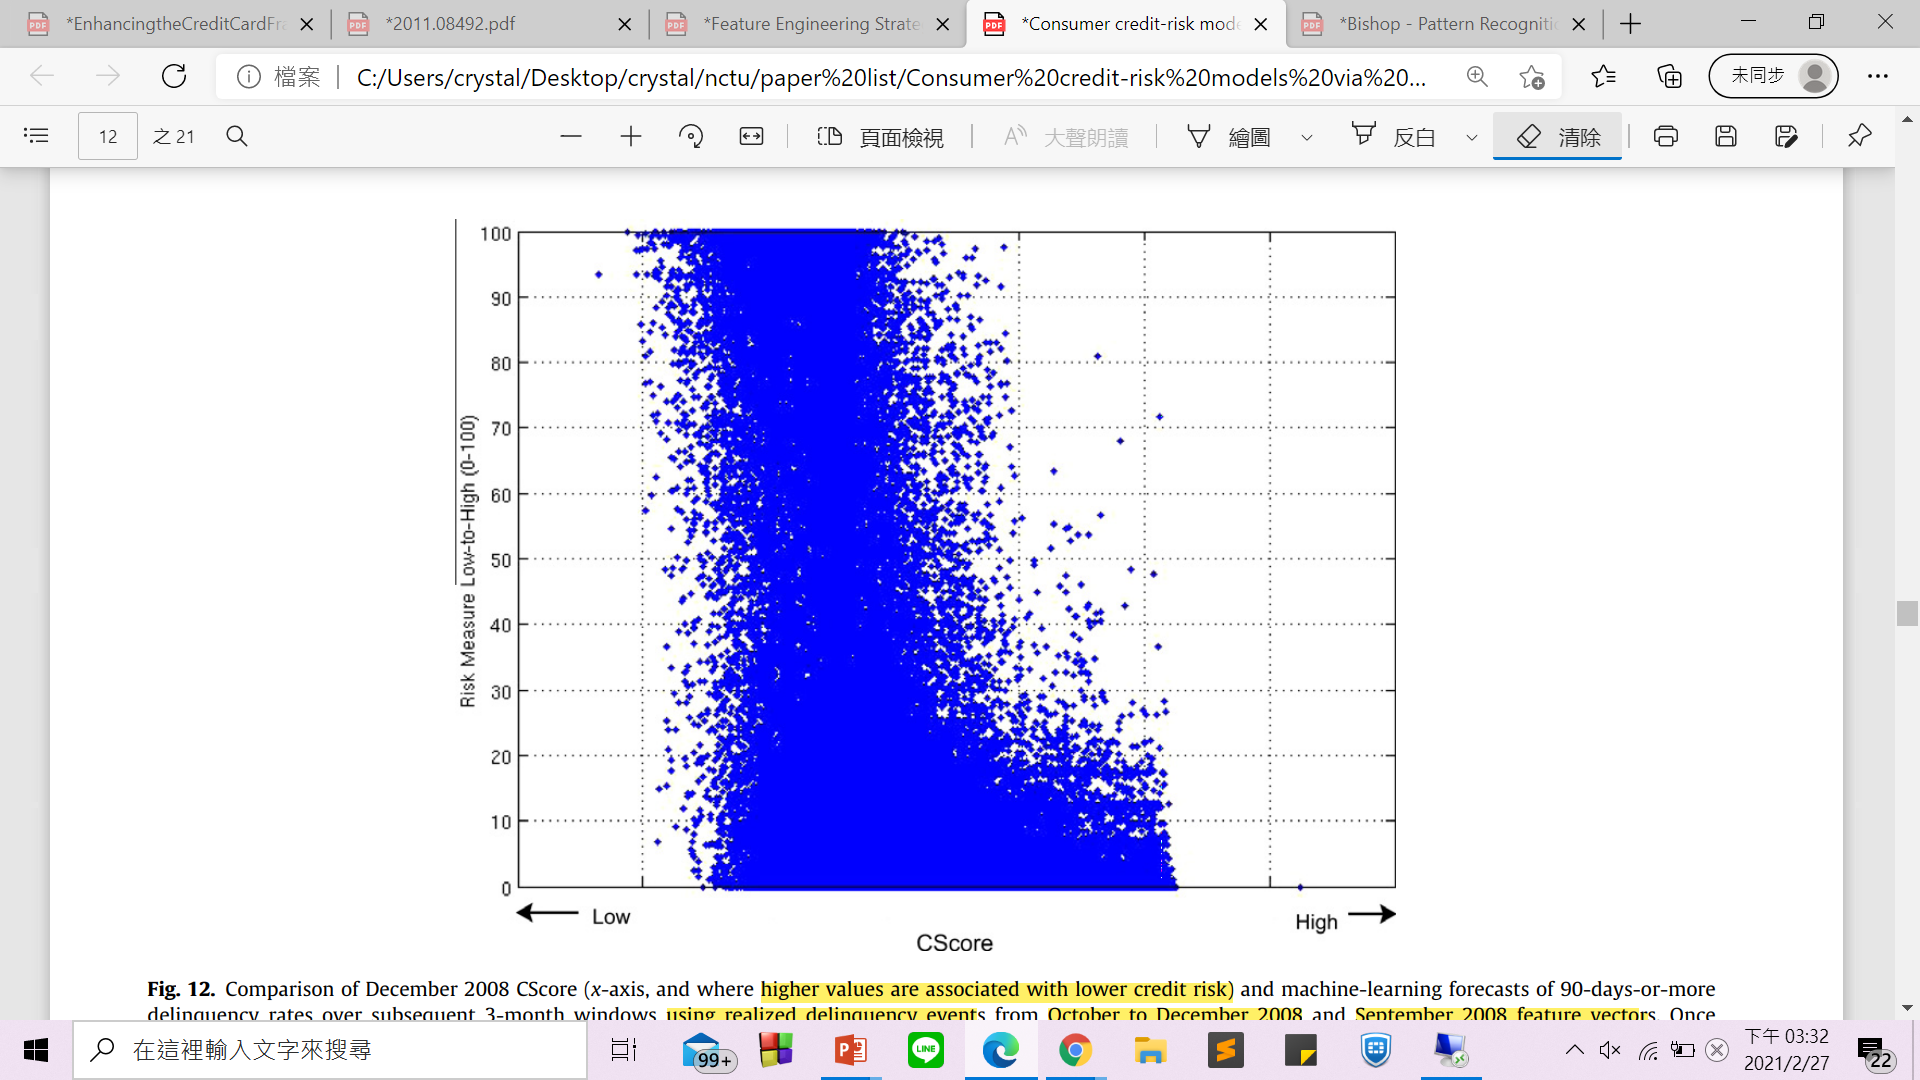 *EnhancingtheCreditCardFra
*2011.08492.pdf
*Feature Engineering Strate
*Consumer credit-risk mode
*Bishop - Pattern Recognitio
檔案
C:/Users/crystal/Desktop/crystal/nctu/paper%20list/Consumer%20credit-risk%20models%20via%20...
未同步
12
之 21
頁面檢視
大聲朗讀
繪圖
反白
清除
100
90
80
70
60
50
40
30
20
10
0
Risk Measure Low-to-High (0-100)
Low
High
CScore
Fig. 12. Comparison of December 2008 CScore (x-axis, and where higher values are associated with lower credit risk) and machine-learning forecasts of 90-days-or-more
delinquency rates over subsequent 3-month windows using realized delinquency events from October to December 2008 and September 2008 feature vectors. Once
在這裡輸入文字來搜尋
99+
LINE
下午 03:32
2021/2/27
22